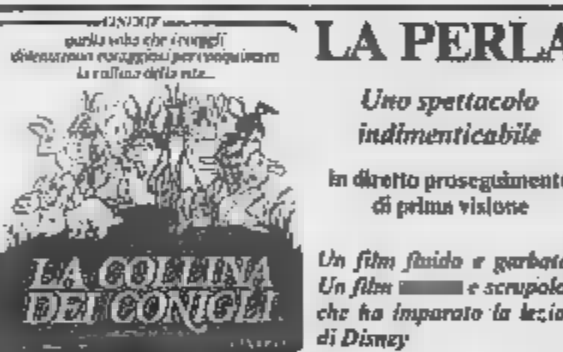 quella volta che i conigli
diventarono coraggiosi per conquistare
la collina della vita...
LA COLLINA
DEI CONIGLI
LA PERLA
Uno spettacolo
indimenticabile
in diretto proseguimento
di prima visione
Un film fluido e garbato
Un film e scrupolo
che ha imparato la lezio
di Disney